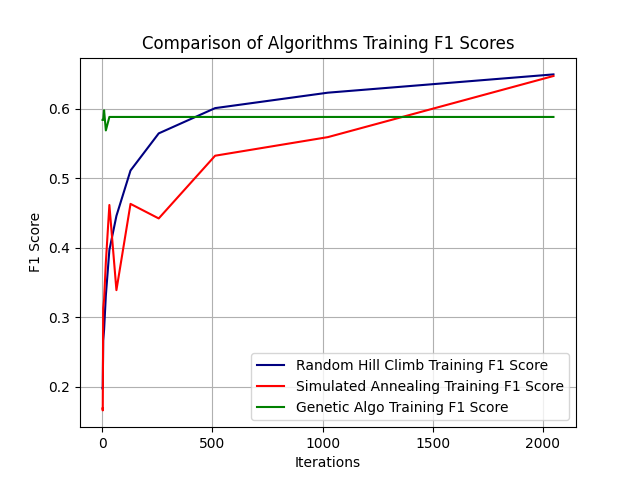 Comparison of Algorithms Training F1 Scores
0.6
0.5
0.4
0.3
0.2
F1 Score
Random Hill Climb Training F1 Score
Simulated Annealing Training F1 Score
Genetic Algo Training F1 Score
0 500 1000 1500 2000
Iterations